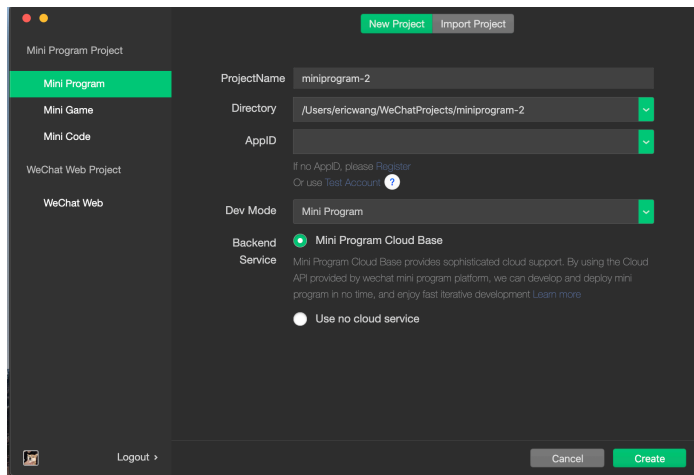 New Project Import Project
Mini Program Project
Mini Program
Mini Game
Mini Code
WeChat Web Project
WeChat Web
Logout ›
ProjectName miniprogram-2
Directory /Users/ericwang/WeChatProjects/miniprogram-2
AppID
If no AppID, please Register
Or use Test Account ?
Dev Mode Mini Program
Backend Service
Mini Program Cloud Base
Mini Program Cloud Base provides sophisticated cloud support. By using the Cloud
API provided by wechat mini program platform, we can develop and deploy mini
program in no time, and enjoy fast iterative development Learn more
Use no cloud service
Cancel Create